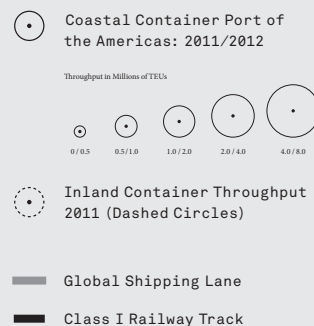 Coastal Container Port of
the Americas: 2011/2012
Throughput in Millions of TEUs
0 / 0.5
0.5 / 1.0
1.0 / 2.0
2.0 / 4.0
4.0 / 8.0
Inland Container Throughput
2011 (Dashed Circles)
Global Shipping Lane
Class I Railway Track